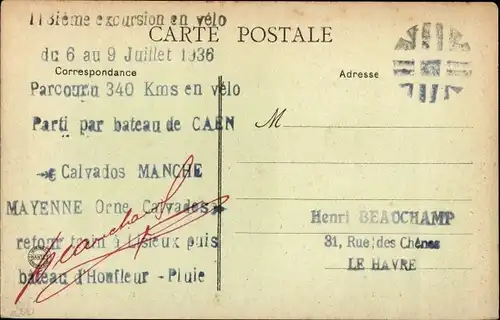 113ième excursion en vélo
CARTE POSTALE
du 6 au 9 Juillet 1936
Correspondance
Adresse
Parcouru 340 Kms en vélo
Parti par bateau de CAEN
M
Calvados MANCHE
MAYENNE Orne Calvados
Henri BEAUCHAMP
retour train à Lisieux puis
31, Rue des Chênes
bateau d'Honfleur - Pluie
LE HAVRE